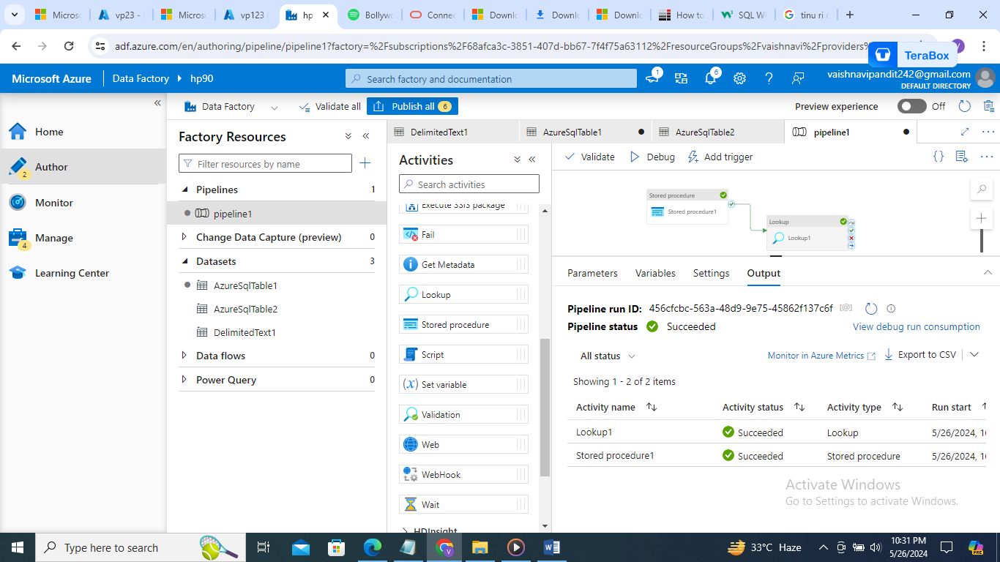 Microso
vp23 -
Microso
vp123 (
hp
Bollywo
Connec
Downlo
Downlo
Downlo
How to
SQL Wi
tinu ri
adf.azure.com/en/authoring/pipeline/pipeline1?factory=%2Fsubscriptions%2F68afca3c-3851-407d-bb67-7f4f75a63112%2FresourceGroups%2Fvaishnavi%2Fproviders%
TeraBox
Microsoft Azure
Data Factory
hp90
Search factory and documentation
1
6
vaishnavipandit242@gmail.com
DEFAULT DIRECTORY
Data Factory
Validate all
Publish all 6
Preview experience
Off
Home
Author
2
Monitor
Manage
4
Learning Center
Factory Resources
Filter resources by name
Pipelines 1
pipeline1
Change Data Capture (preview) 0
Datasets 3
AzureSqlTable1
AzureSqlTable2
DelimitedText1
Data flows 0
Power Query 0
DelimitedText1
AzureSqlTable1
AzureSqlTable2
pipeline1
Activities
Search activities
Execute SSIS package
Fail
Get Metadata
Lookup
Stored procedure
Script
(x) Set variable
Validation
Web
WebHook
Wait
HDInsight
Validate
Debug
Add trigger
{}
Stored procedure
Stored procedure1
Lookup
Lookup1
Parameters
Variables
Settings
Output
Pipeline run ID: 456cfcbc-563a-48d9-9e75-45862f137c6f [@]
Pipeline status Succeeded
View debug run consumption
All status
Monitor in Azure Metrics
Export to CSV
Showing 1 - 2 of 2 items
Activity name Activity status Activity type Run start
Lookup1 Succeeded Lookup 5/26/2024, 10
Stored procedure1 Succeeded Stored procedure 5/26/2024, 10
Activate Windows
Go to Settings to activate Windows.
Type here to search
33°C Haze
10:31 PM
5/26/2024
PRE